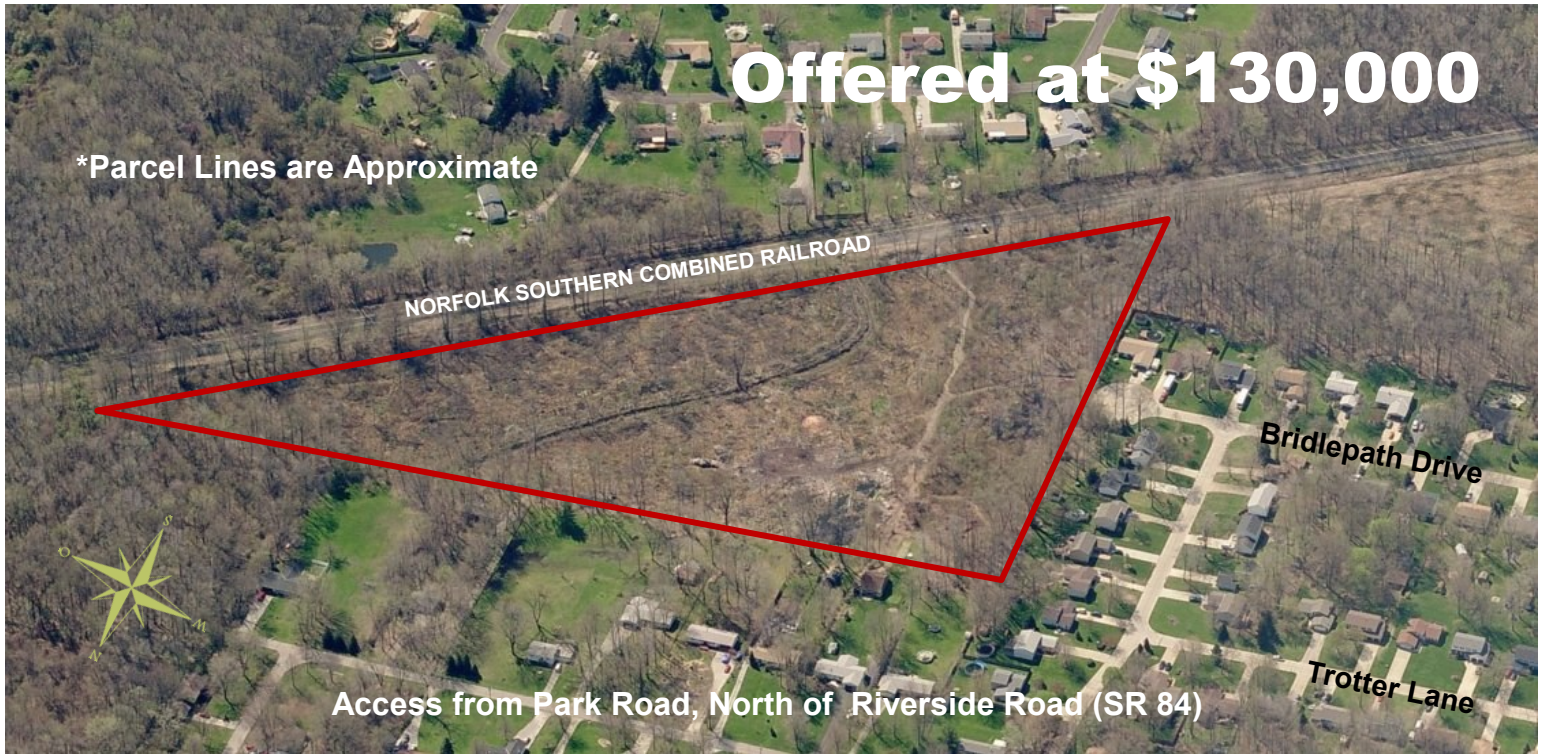 Offered at $130,000
*Parcel Lines are Approximate
NORFOLK SOUTHERN COMBINED RAILROAD
Bridlepath Drive
S
O
W
N
Trotter Lane
Access from Park Road, North of Riverside Road (SR 84)